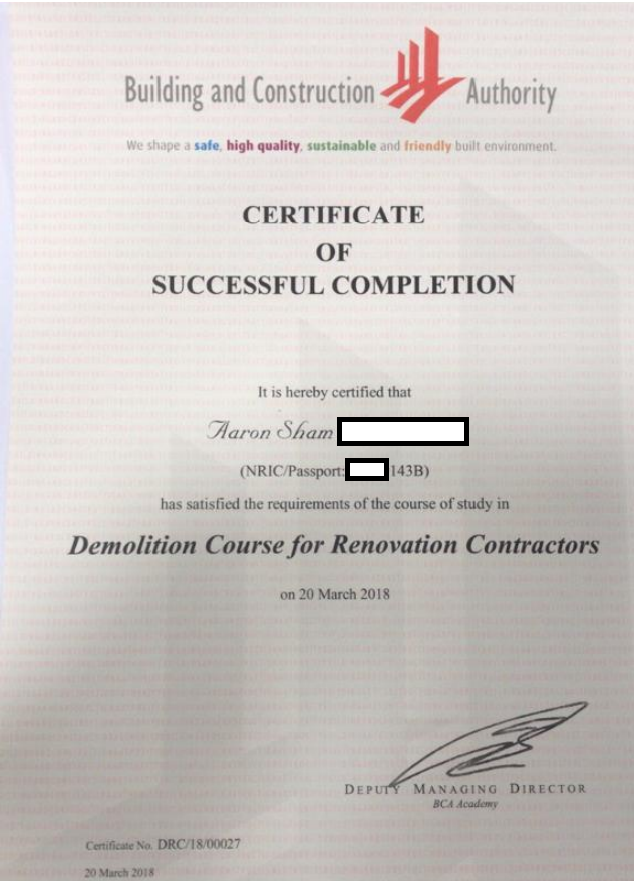 Building and Construction Authority
We shape a safe, high quality, sustainable and friendly built environment.
CERTIFICATE
OF
SUCCESSFUL COMPLETION
It is hereby certified that
Aaron Sham
(NRIC/Passport: 143B)
has satisfied the requirements of the course of study in
Demolition Course for Renovation Contractors
on 20 March 2018
DEPUTY MANAGING DIRECTOR
BCA Academy
Certificate No. DRC/18/00027
20 March 2018